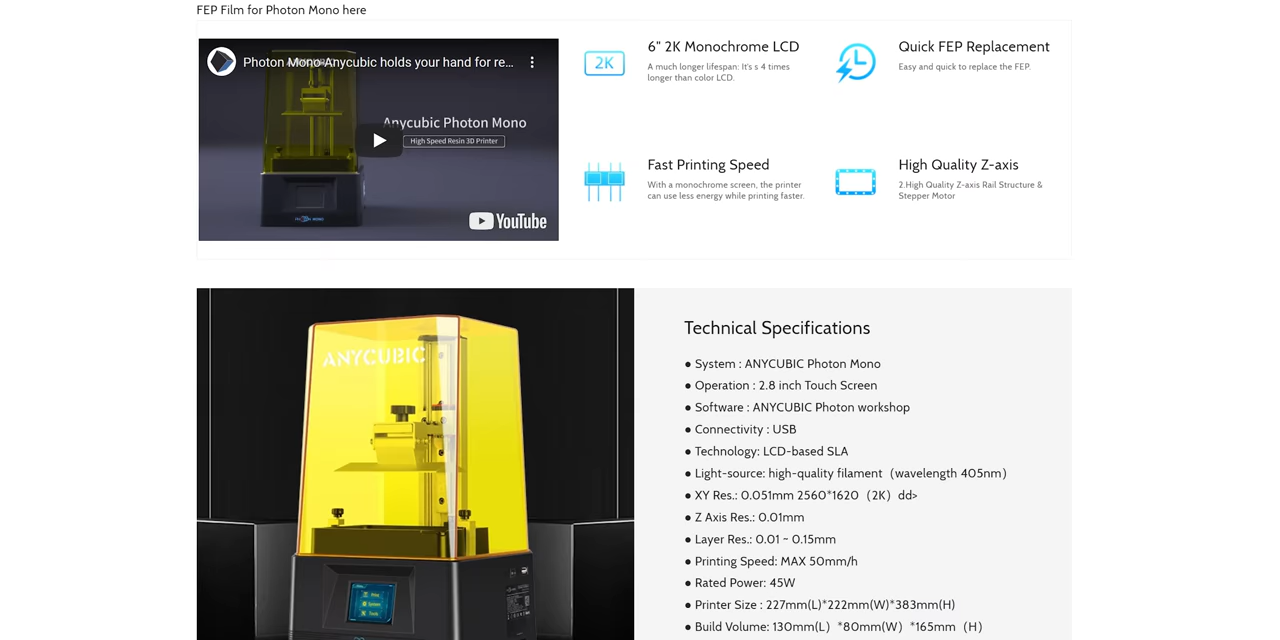 FEP Film for Photon Mono here
Photon Mono-Anycubic holds your hand for re...
Anycubic Photon Mono
High Speed Resin 3D Printer
PHOTON MONO
YouTube
2K
6" 2K Monochrome LCD
A much longer lifespan: It's s 4 times
longer than color LCD.
Quick FEP Replacement
Easy and quick to replace the FEP.
Fast Printing Speed
With a monochrome screen, the printer
can use less energy while printing faster.
High Quality Z-axis
2.High Quality Z-axis Rail Structure &
Stepper Motor
ANYCUBIC
Print
System
Tools
Technical Specifications
● System : ANYCUBIC Photon Mono
● Operation : 2.8 inch Touch Screen
● Software : ANYCUBIC Photon workshop
● Connectivity : USB
● Technology: LCD-based SLA
● Light-source: high-quality filament（wavelength 405nm）
● XY Res.: 0.051mm 2560*1620（2K）dd>
● Z Axis Res.: 0.01mm
● Layer Res.: 0.01 ~ 0.15mm
● Printing Speed: MAX 50mm/h
● Rated Power: 45W
● Printer Size : 227mm(L)*222mm(W)*383mm(H)
● Build Volume: 130mm(L）*80mm(W）*165mm（H）